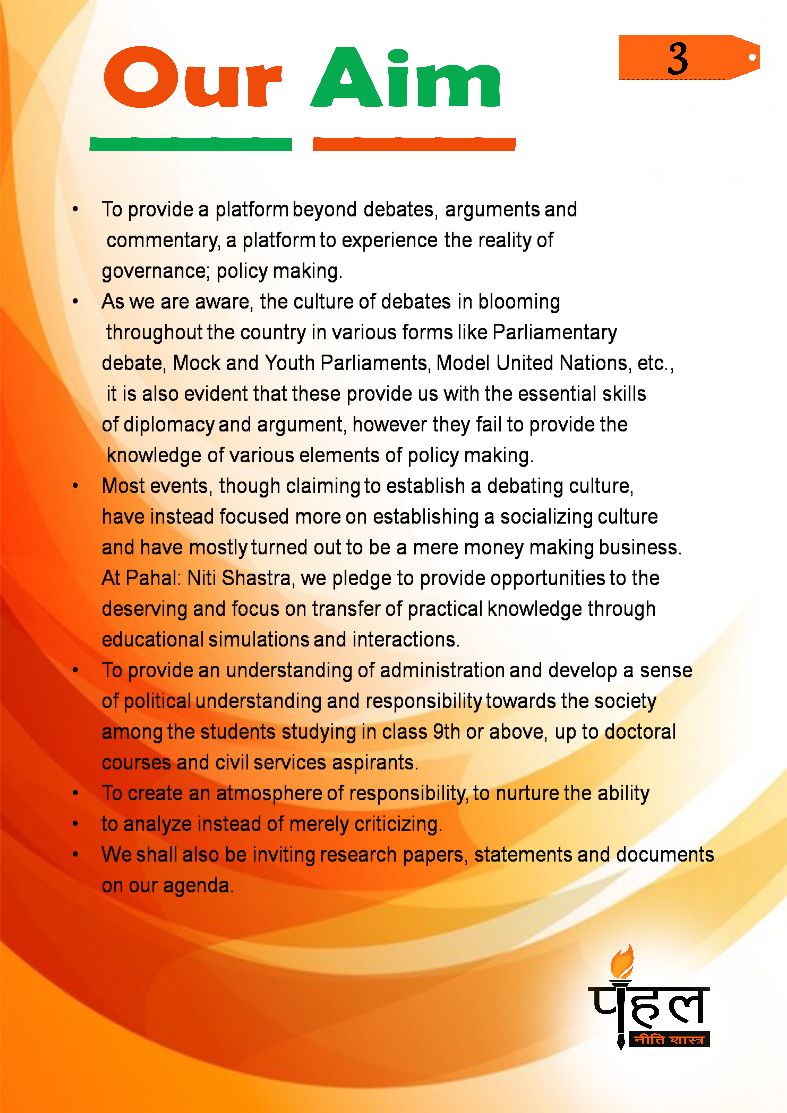 Our Aim
3
• To provide a platform beyond debates, arguments and
commentary, a platform to experience the reality of
governance; policy making.
• As we are aware, the culture of debates in blooming
throughout the country in various forms like Parliamentary
debate, Mock and Youth Parliaments, Model United Nations, etc.,
it is also evident that these provide us with the essential skills
of diplomacy and argument, however they fail to provide the
knowledge of various elements of policy making.
• Most events, though claiming to establish a debating culture,
have instead focused more on establishing a socializing culture
and have mostly turned out to be a mere money making business.
At Pahal: Niti Shastra, we pledge to provide opportunities to the
deserving and focus on transfer of practical knowledge through
educational simulations and interactions.
• To provide an understanding of administration and develop a sense
of political understanding and responsibility towards the society
among the students studying in class 9th or above, up to doctoral
courses and civil services aspirants.
• To create an atmosphere of responsibility, to nurture the ability
• to analyze instead of merely criticizing.
• We shall also be inviting research papers, statements and documents
on our agenda.
पहल
नीति शास्त्र